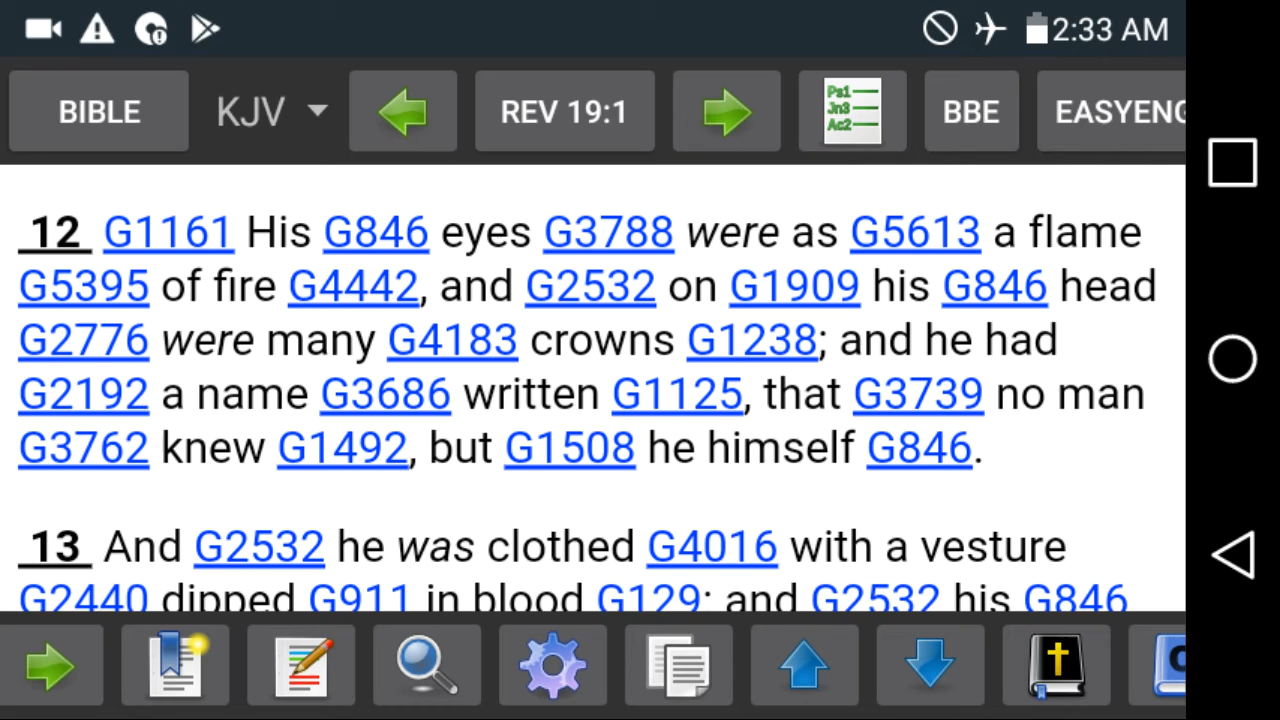 2:33 AM
BIBLE KJV REV 19:1 Ps1 Jn3 Ac2 BBE EASYENG
12 G1161 His G846 eyes G3788 were as G5613 a flame
G5395 of fire G4442, and G2532 on G1909 his G846 head
G2776 were many G4183 crowns G1238; and he had
G2192 a name G3686 written G1125, that G3739 no man
G3762 knew G1492, but G1508 he himself G846.
13 And G2532 he was clothed G4016 with a vesture
G2440 dipped G911 in blood G129; and G2532 his G846